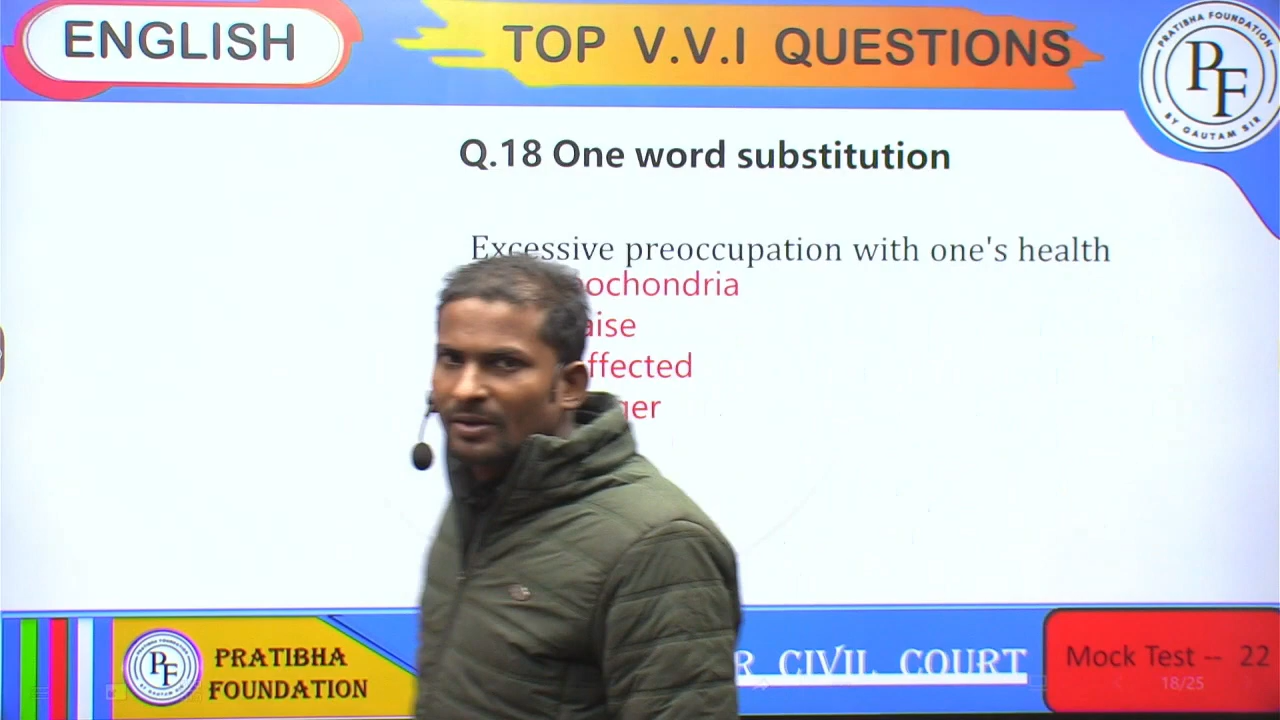 ENGLISH
TOP V.V.I QUESTIONS
PRATIBHA FOUNDATION
PF
BY GAUTAM SIR
Q.18 One word substitution
Excessive preoccupation with one's health
ochondria
aise
ffected
ger
PF
PRATIBHA
FOUNDATION
R CIVIL COURT
Mock Test -- 22
18/25